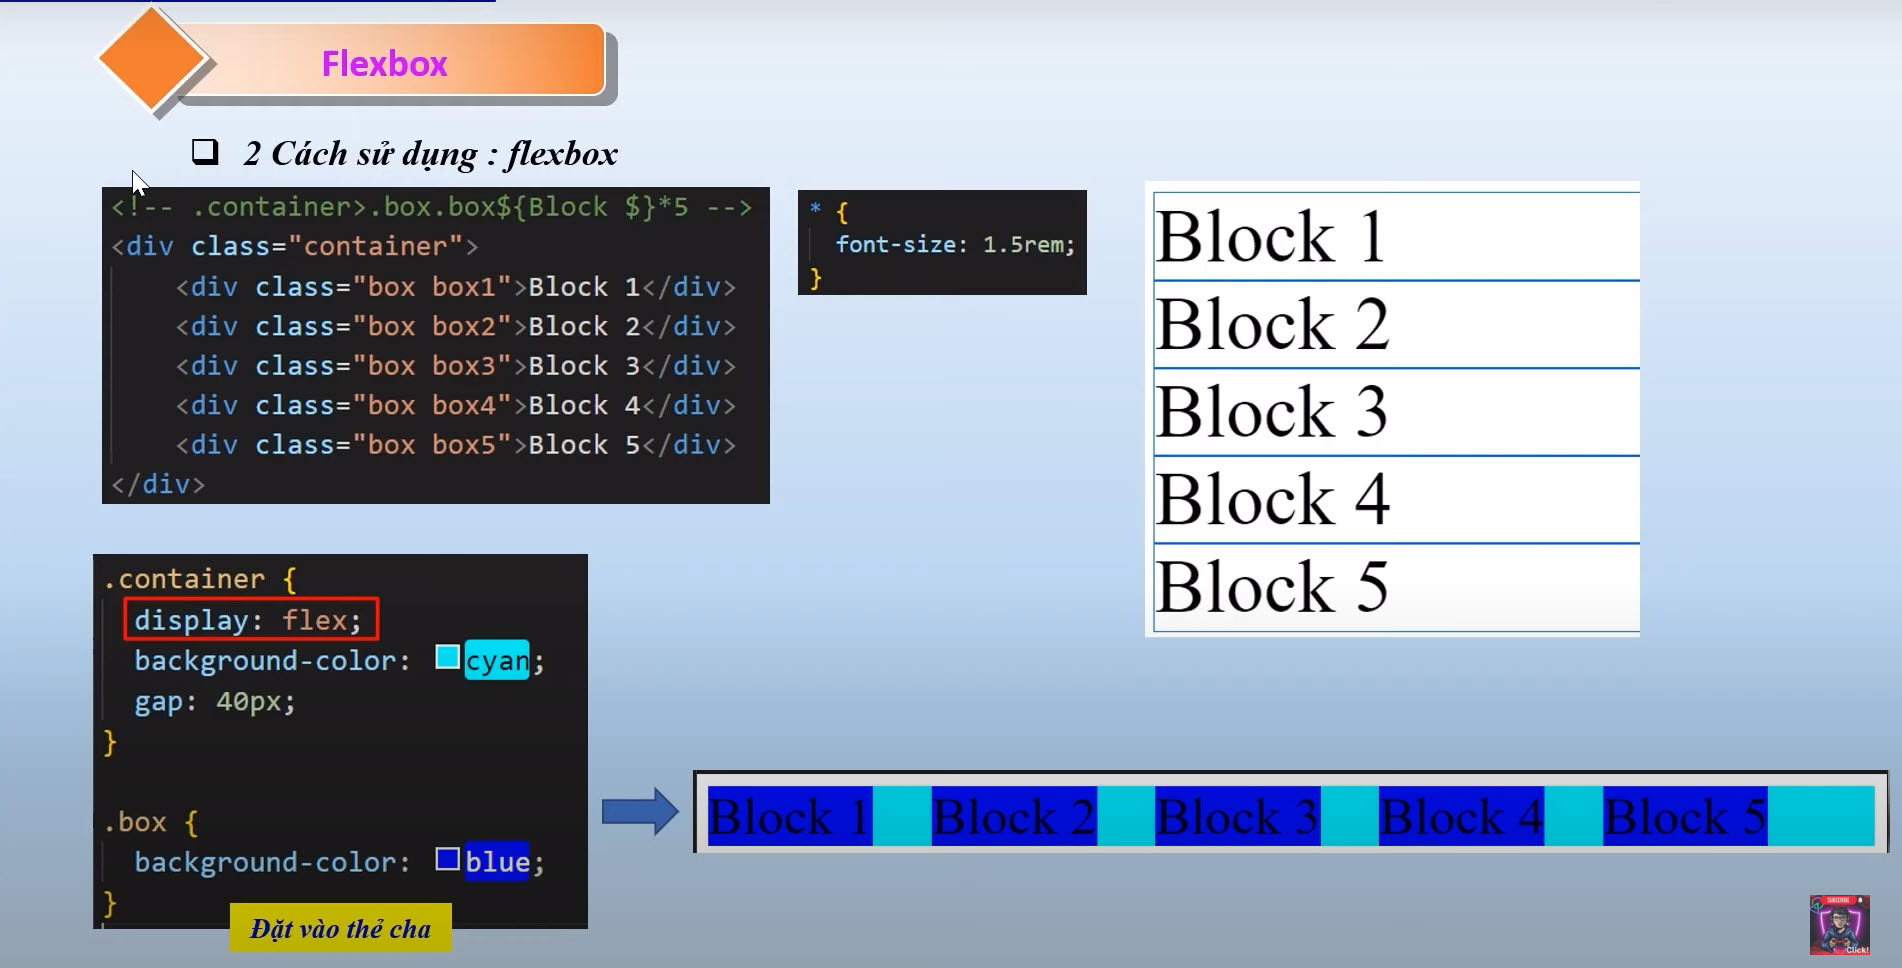 Flexbox
2 Cách sử dụng : flexbox
<!-- .container>.box.box${Block $}*5 -->
<div class="container">
<div class="box box1">Block 1</div>
<div class="box box2">Block 2</div>
<div class="box box3">Block 3</div>
<div class="box box4">Block 4</div>
<div class="box box5">Block 5</div>
</div>
* {
font-size: 1.5rem;
}
Block 1
Block 2
Block 3
Block 4
Block 5
.container {
display: flex;
background-color: cyan;
gap: 40px;
}
.box {
background-color: blue;
}
Đặt vào thẻ cha
Block 1 Block 2 Block 3 Block 4 Block 5
SUBSCRIBE
Click!